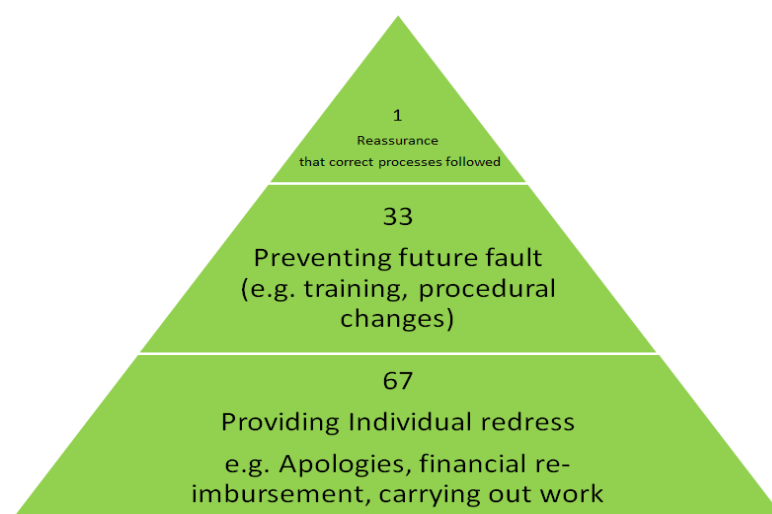 1
Reassurance
that correct processes followed
33
Preventing future fault
(e.g. training, procedural
changes)
67
Providing Individual redress
e.g. Apologies, financial re-
imbursement, carrying out work